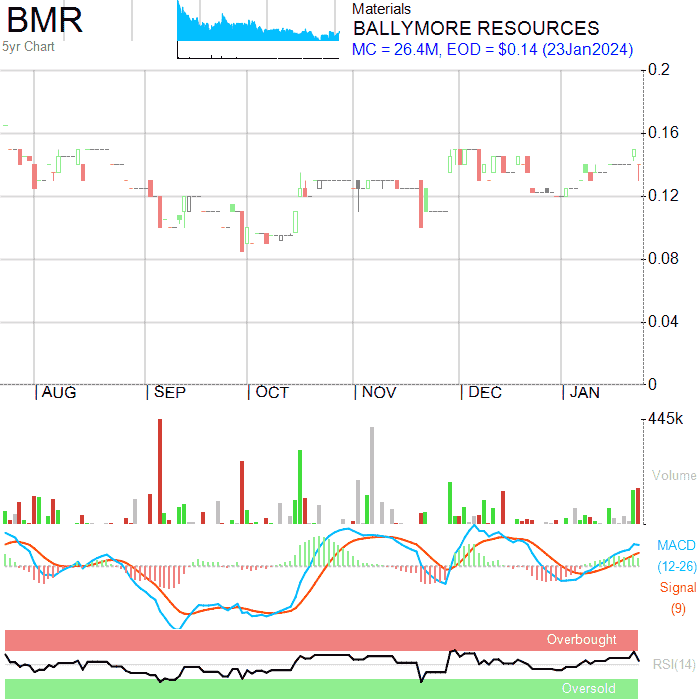 BMR
5yr Chart
Materials
BALLYMORE RESOURCES
MC = 26.4M, EOD = $0.14 (23Jan2024)
0.2
0.16
0.12
0.08
0.04
0
AUG SEP OCT NOV DEC JAN
445k
Volume
MACD
(12-26)
Signal
(9)
Overbought
RSI(14)
Oversold